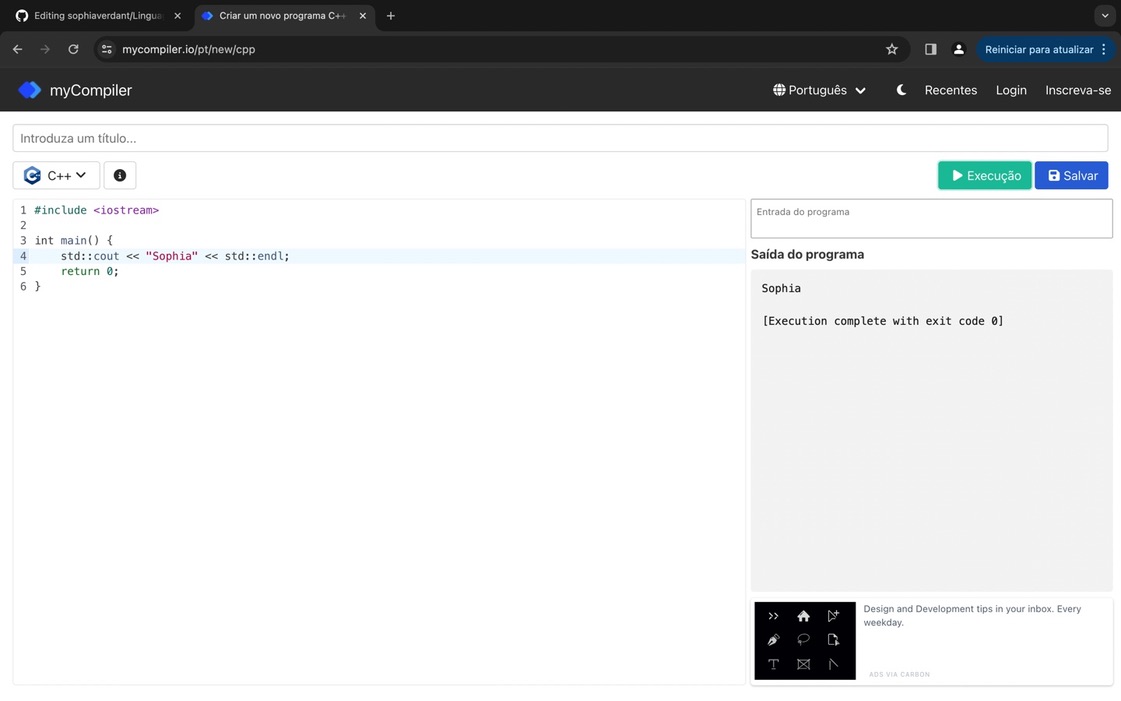 Editing sophiaverdant/Lingua
Criar um novo programa C++
mycompiler.io/pt/new/cpp
Reiniciar para atualizar
myCompiler
Português
Recentes
Login
Inscreva-se
Introduza um título...
C++
Execução
Salvar
1 #include <iostream>
2
3 int main() {
4     std::cout << "Sophia" << std::endl;
5     return 0;
6 }
Entrada do programa
Saída do programa
Sophia
[Execution complete with exit code 0]
Design and Development tips in your inbox. Every
weekday.
ADS VIA CARBON